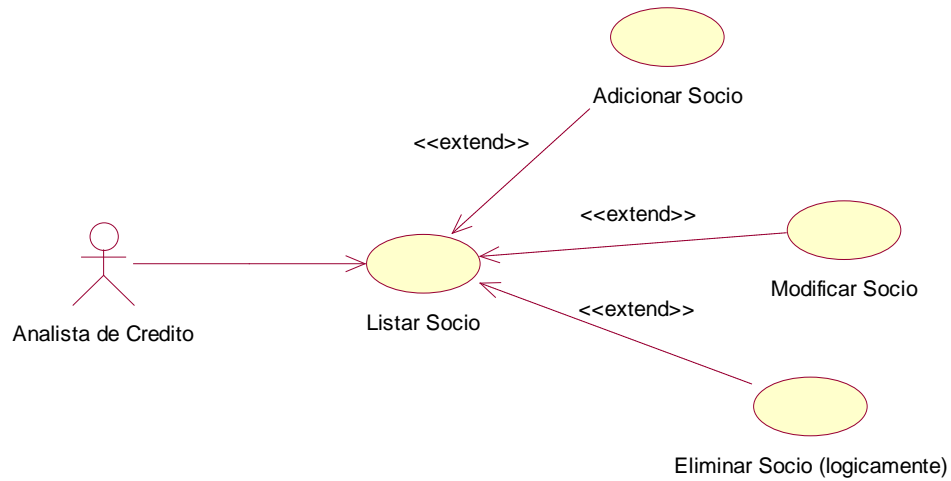 Adicionar Socio
<<extend>>
<<extend>>
Modificar Socio
<<extend>>
Listar Socio
Analista de Credito
Eliminar Socio (logicamente)